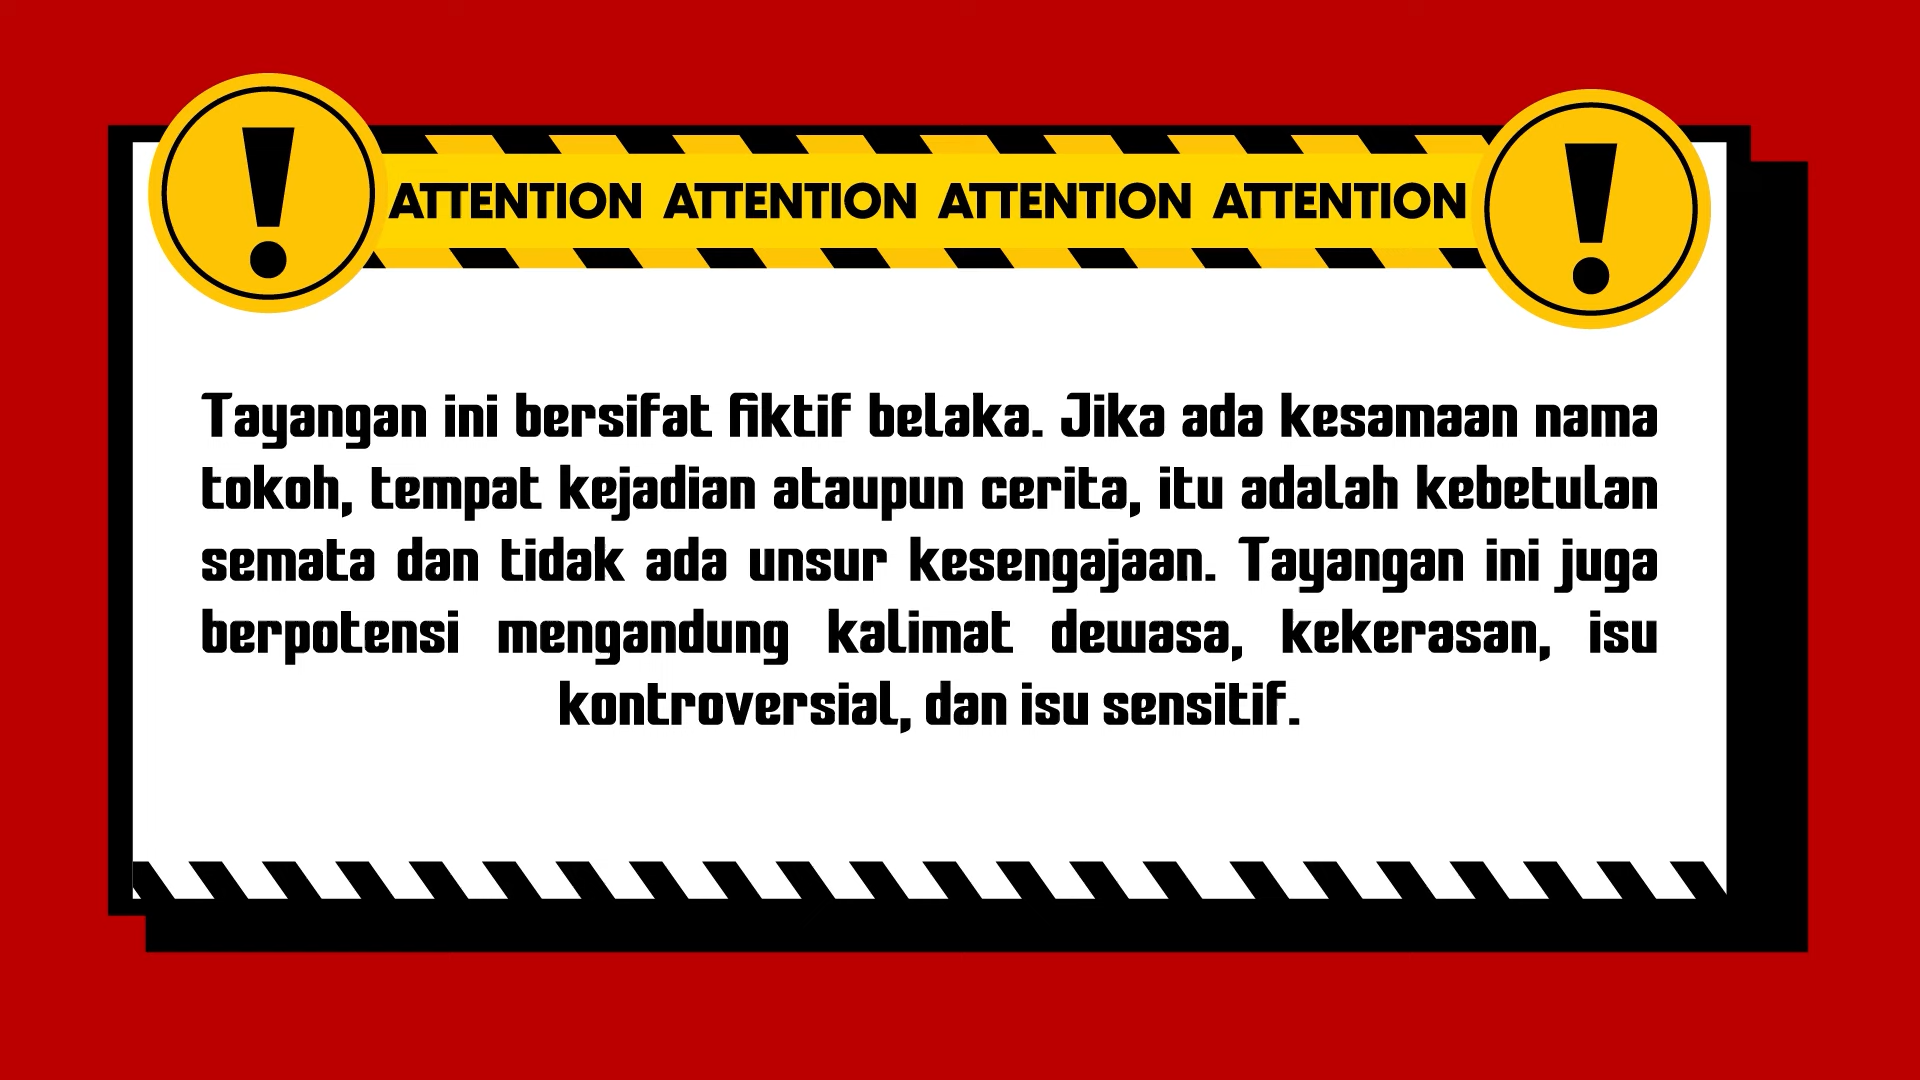 ATTENTION ATTENTION ATTENTION ATTENTION
Tayangan ini bersifat fiktif belaka. Jika ada kesamaan nama
tokoh, tempat kejadian ataupun cerita, itu adalah kebetulan
semata dan tidak ada unsur kesengajaan. Tayangan ini juga
berpotensi mengandung kalimat dewasa, kekerasan, isu
kontroversial, dan isu sensitif.